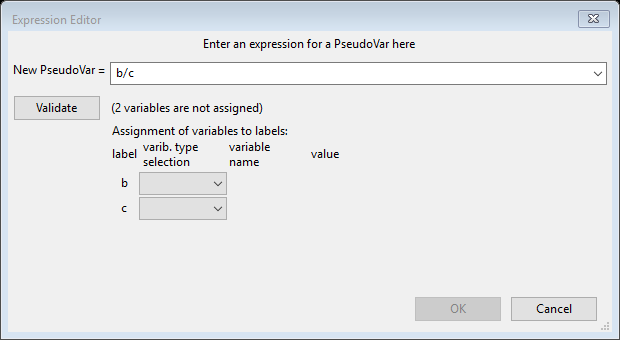 Expression Editor
Enter an expression for a PseudoVar here
New PseudoVar = b/c
Validate (2 variables are not assigned)
Assignment of variables to labels:
label varib. type selection variable name value
b
c
OK Cancel